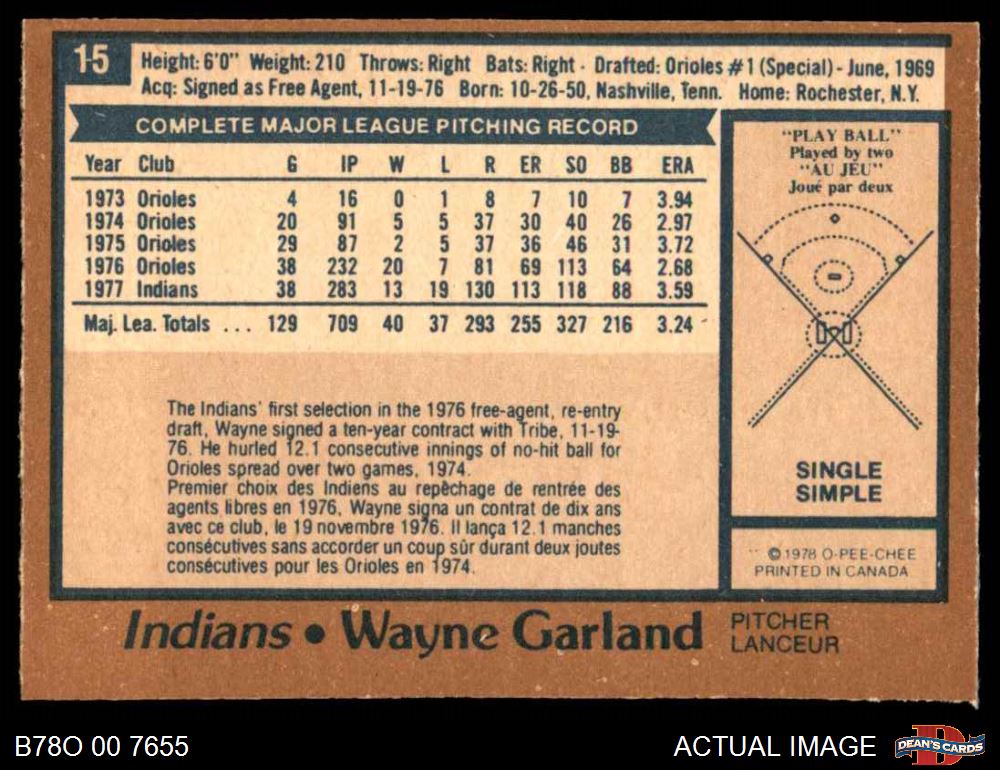 15
Height: 6'0" Weight: 210 Throws: Right Bats: Right · Drafted: Orioles #1 (Special) - June, 1969
Acq: Signed as Free Agent, 11-19-76 Born: 10-26-50, Nashville, Tenn. Home: Rochester, N.Y.
COMPLETE MAJOR LEAGUE PITCHING RECORD
Year Club G IP W L R ER SO BB ERA
1973 Orioles 4 16 0 1 8 7 10 7 3.94
1974 Orioles 20 91 5 5 37 30 40 26 2.97
1975 Orioles 29 87 2 5 37 36 46 31 3.72
1976 Orioles 38 232 20 7 81 69 113 64 2.68
1977 Indians 38 283 13 19 130 113 118 88 3.59
Maj. Lea. Totals ... 129 709 40 37 293 255 327 216 3.24
The Indians' first selection in the 1976 free-agent, re-entry
draft, Wayne signed a ten-year contract with Tribe, 11-19-
76. He hurled 12.1 consecutive innings of no-hit ball for
Orioles spread over two games, 1974.
Premier choix des Indiens au repêchage de rentrée des
agents libres en 1976, Wayne signa un contrat de dix ans
avec ce club, le 19 novembre 1976. Il lança 12.1 manches
consécutives sans accorder un coup sûr durant deux joutes
consécutives pour les Orioles en 1974.
"PLAY BALL"
Played by two
"AU JEU"
Joué par deux
SINGLE
SIMPLE
© 1978 O-PEE-CHEE
PRINTED IN CANADA
Indians • Wayne Garland
PITCHER
LANCEUR
B78O 00 7655
ACTUAL IMAGE
DEAN'S CARDS